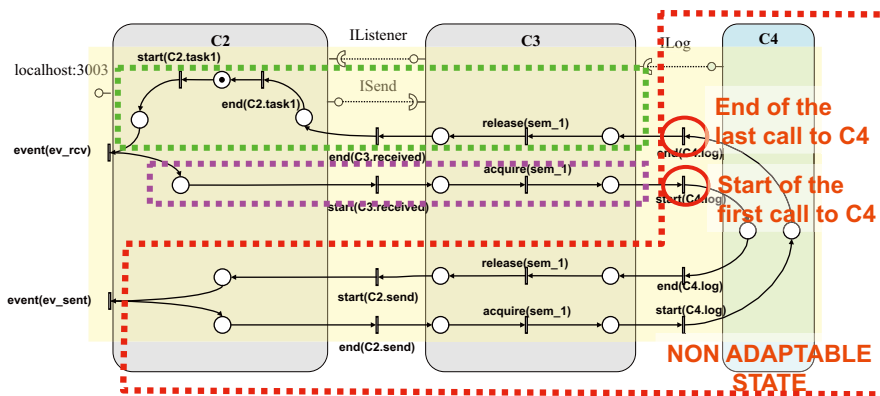 IListener
C2
C3
ILog
C4
start(C2.task1)
localhost:3003
ISend
end(C2.task1)
End of the
last call to C4
release(sem_1)
event(ev_rcv)
end(C3.received)
end(C4.log)
acquire(sem_1)
Start of the
first call to C4
start(C3.received)
start(C4.log)
release(sem_1)
event(ev_sent)
start(C2.send)
end(C4.log)
acquire(sem_1)
start(C4.log)
end(C2.send)
NON ADAPTABLE
STATE